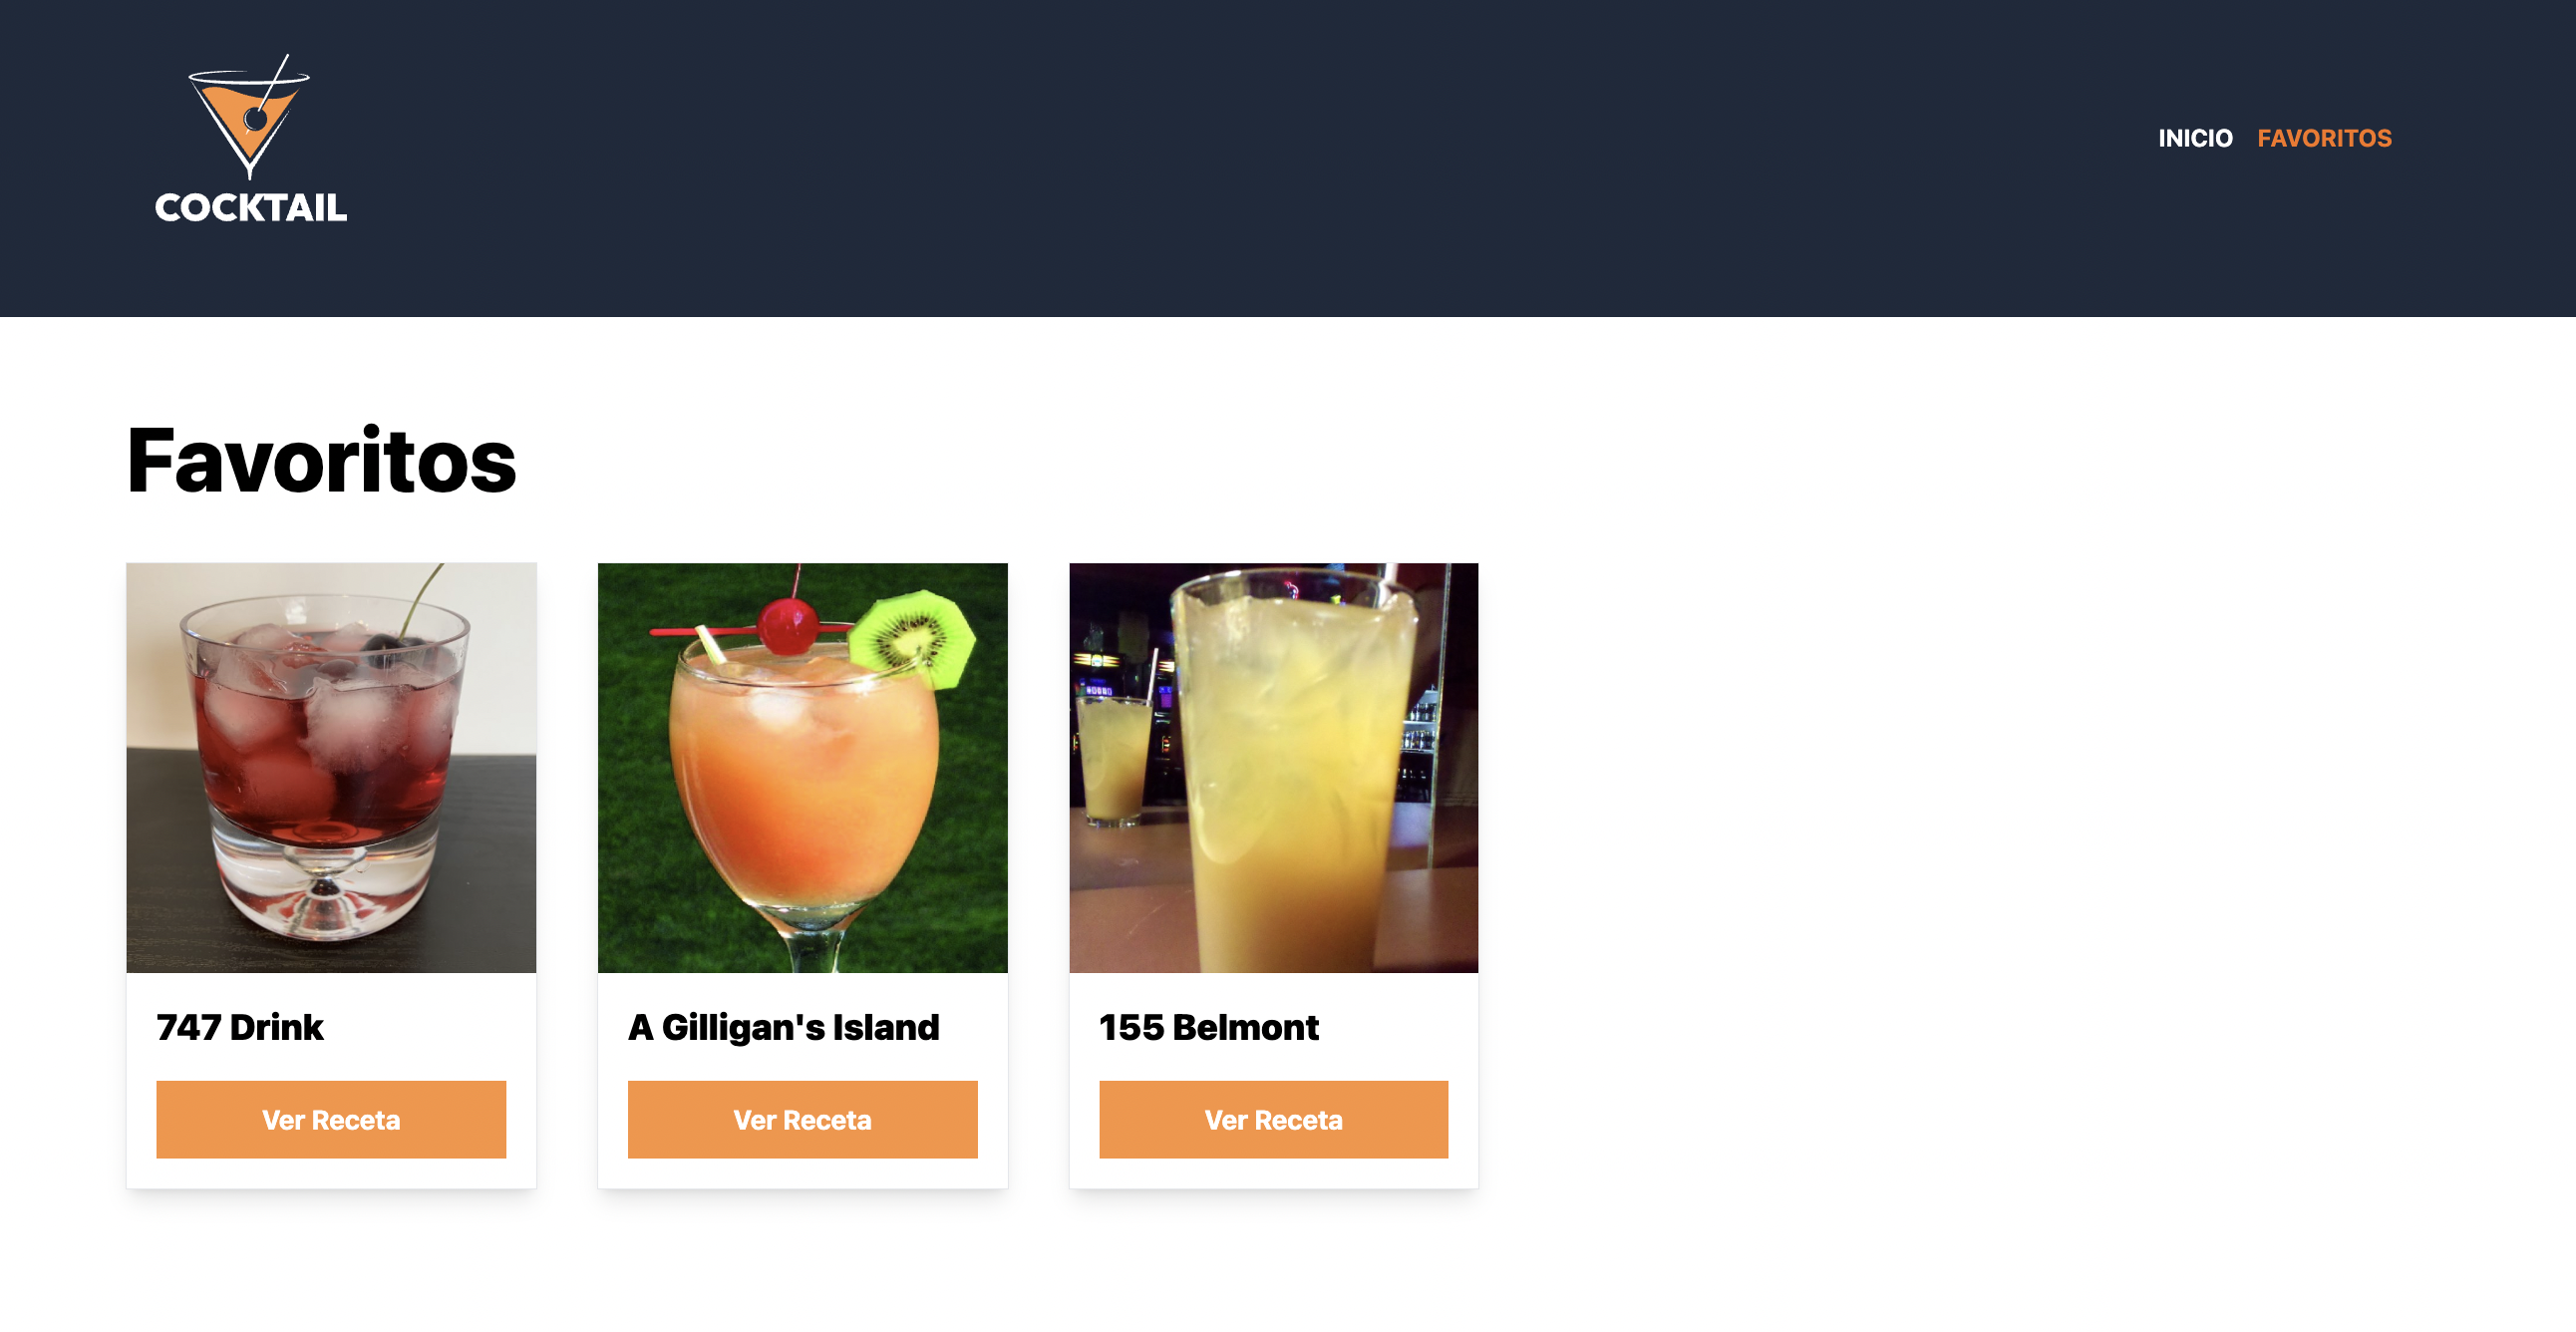 COCKTAIL
INICIO FAVORITOS
Favoritos
747 Drink
A Gilligan's Island
155 Belmont
Ver Receta
Ver Receta
Ver Receta